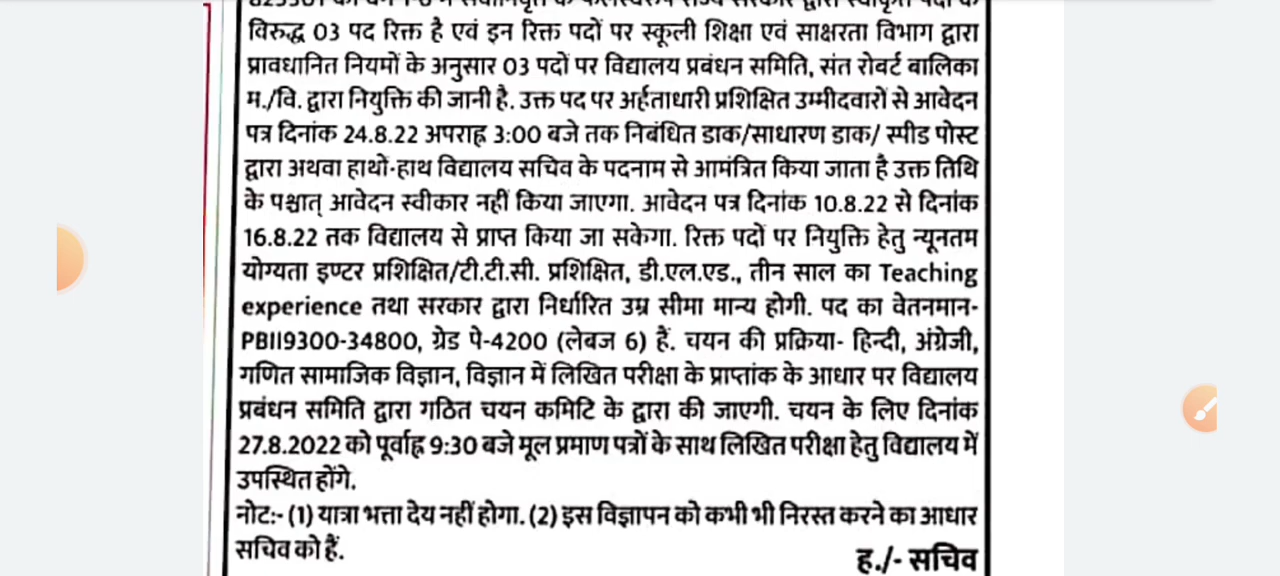 विरुद्ध 03 पद रिक्त है एवं इन रिक्त पदों पर स्कूली शिक्षा एवं साक्षरता विभाग द्वारा
प्रावधानित नियमों के अनुसार 03 पदों पर विद्यालय प्रबंधन समिति, संत रोबर्ट बालिका
म./वि. द्वारा नियुक्ति की जानी है. उक्त पद पर अर्हताधारी प्रशिक्षित उम्मीदवारों से आवेदन
पत्र दिनांक 24.8.22 अपराह्न 3:00 बजे तक निबंधित डाक/साधारण डाक/ स्पीड पोस्ट
द्वारा अथवा हाथों-हाथ विद्यालय सचिव के पदनाम से आमंत्रित किया जाता है उक्त तिथि
के पश्चात् आवेदन स्वीकार नहीं किया जाएगा. आवेदन पत्र दिनांक 10.8.22 से दिनांक
16.8.22 तक विद्यालय से प्राप्त किया जा सकेगा. रिक्त पदों पर नियुक्ति हेतु न्यूनतम
योग्यता इण्टर प्रशिक्षित/टी.टी.सी. प्रशिक्षित, डी.एल.एड., तीन साल का Teaching
experience तथा सरकार द्वारा निर्धारित उम्र सीमा मान्य होगी. पद का वेतनमान-
PBII9300-34800, ग्रेड पे-4200 (लेबज 6) हैं. चयन की प्रक्रिया- हिन्दी, अंग्रेजी,
गणित सामाजिक विज्ञान, विज्ञान में लिखित परीक्षा के प्राप्तांक के आधार पर विद्यालय
प्रबंधन समिति द्वारा गठित चयन कमिटि के द्वारा की जाएगी. चयन के लिए दिनांक
27.8.2022 को पूर्वाह्न 9:30 बजे मूल प्रमाण पत्रों के साथ लिखित परीक्षा हेतु विद्यालय में
उपस्थित होंगे.
नोट:- (1) यात्रा भत्ता देय नहीं होगा. (2) इस विज्ञापन को कभी भी निरस्त करने का आधार
सचिव को हैं.
ह./- सचिव